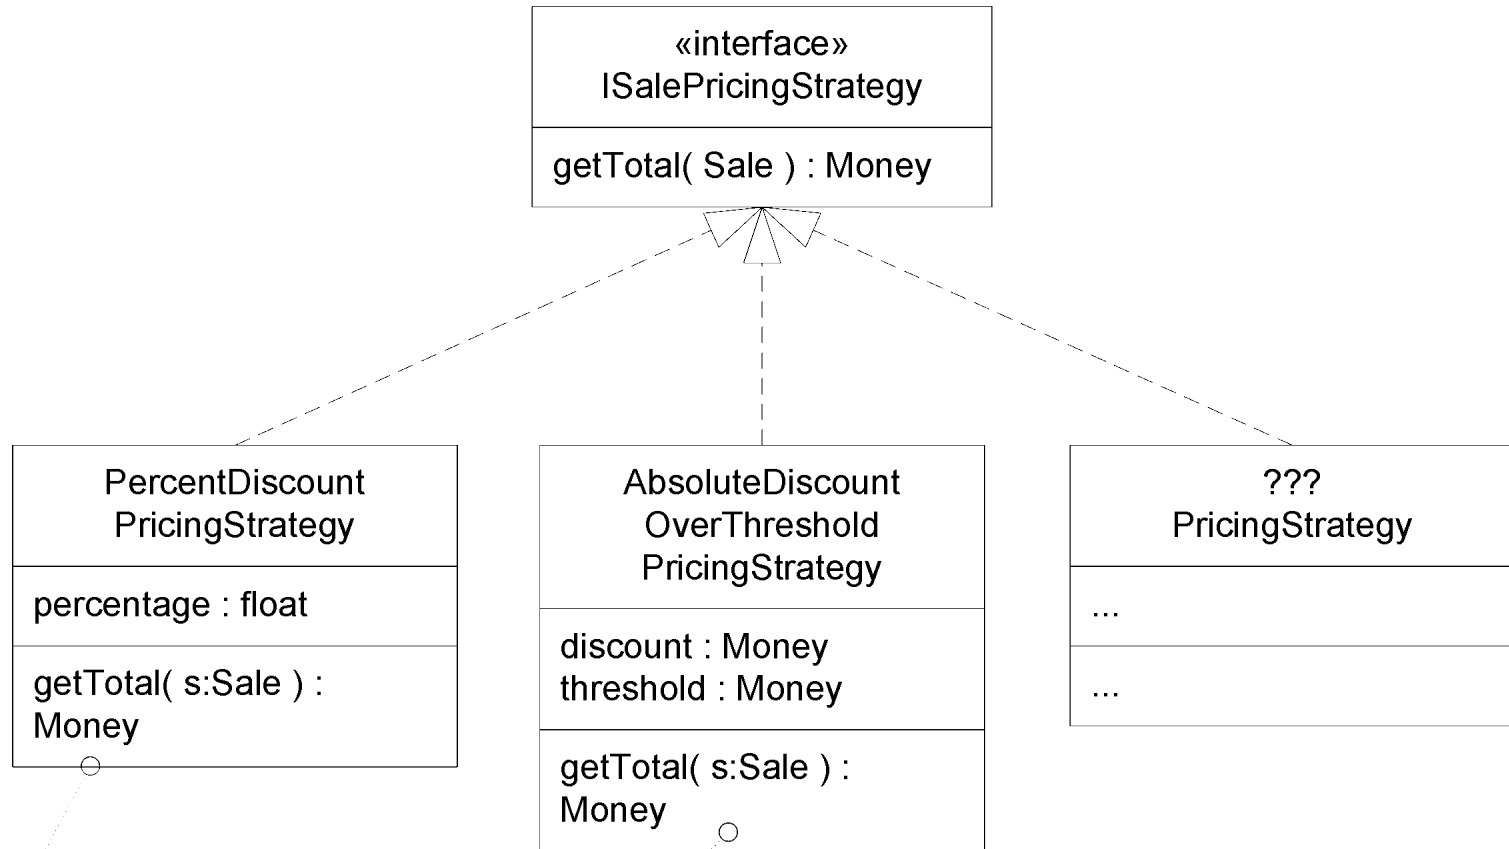 «interface»
ISalePricingStrategy
getTotal( Sale ) : Money
PercentDiscount
PricingStrategy
percentage : float
getTotal( s:Sale ) :
Money
AbsoluteDiscount
OverThreshold
PricingStrategy
discount : Money
threshold : Money
getTotal( s:Sale ) :
Money
???
PricingStrategy
...
...